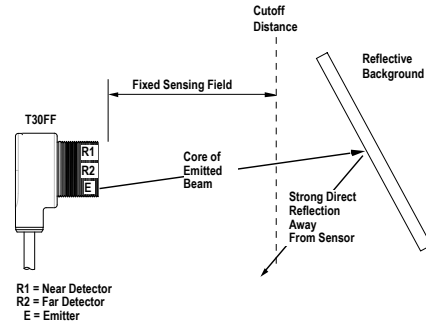 Cutoff
Distance
Reflective
Background
Fixed Sensing Field
T30FF
R1
R2
E
Core of
Emitted
Beam
Strong Direct
Reflection
Away
From Sensor
R1 = Near Detector
R2 = Far Detector
E = Emitter